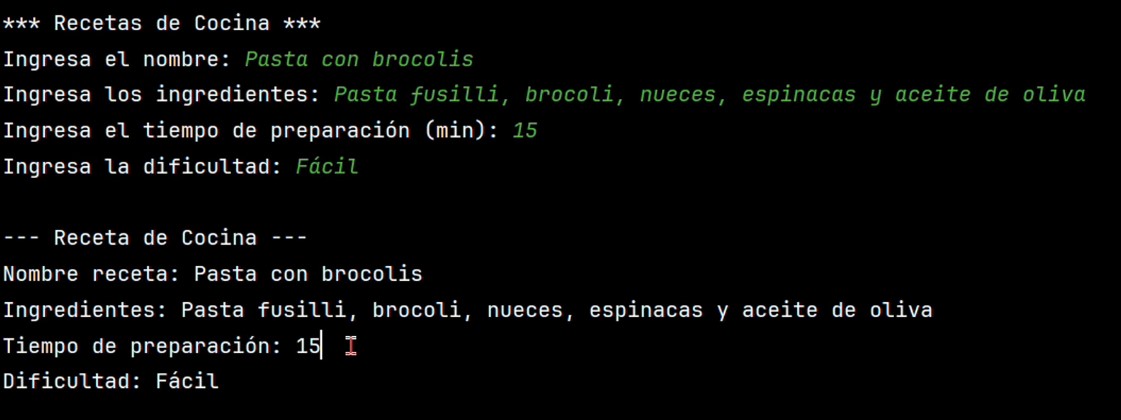 *** Recetas de Cocina ***
Ingresa el nombre: Pasta con brocolis
Ingresa los ingredientes: Pasta fusilli, brocoli, nueces, espinacas y aceite de oliva
Ingresa el tiempo de preparación (min): 15
Ingresa la dificultad: Fácil
--- Receta de Cocina ---
Nombre receta: Pasta con brocolis
Ingredientes: Pasta fusilli, brocoli, nueces, espinacas y aceite de oliva
Tiempo de preparación: 15
Dificultad: Fácil